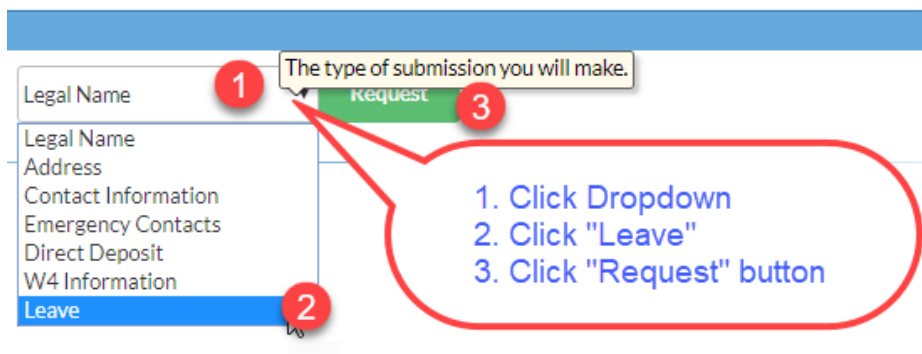 The type of submission you will make.
Legal Name
1
Request
3
Legal Name
Address
Contact Information
Emergency Contacts
Direct Deposit
W4 Information
Leave
2
1. Click Dropdown
2. Click "Leave"
3. Click "Request" button